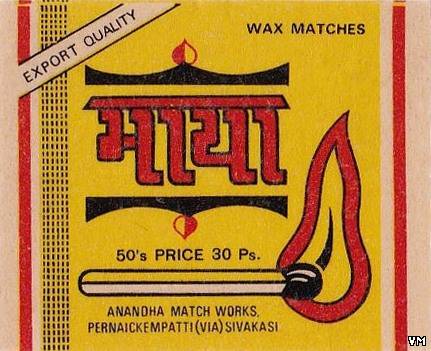 EXPORT QUALITY
WAX MATCHES
माया
50's PRICE 30 Ps.
ANANDHA MATCH WORKS,
PERNAICKEMPATTI (VIA) SIVAKASI
VM